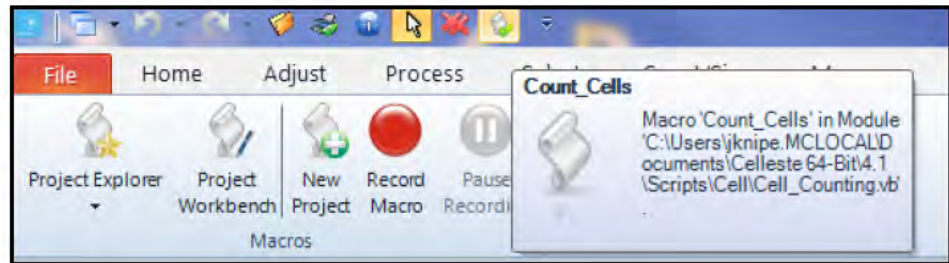 File Home Adjust Process
Count_Cells
Macro 'Count_Cells' in Module
'C:\Users\jknipe.MCLOCAL\D
ocuments\Celleste 64-Bit\4.1
\Scripts\Cell\Cell_Counting.vb'
.
Project Explorer Project New Record Pause
Workbench Project Macro Recordi
Macros